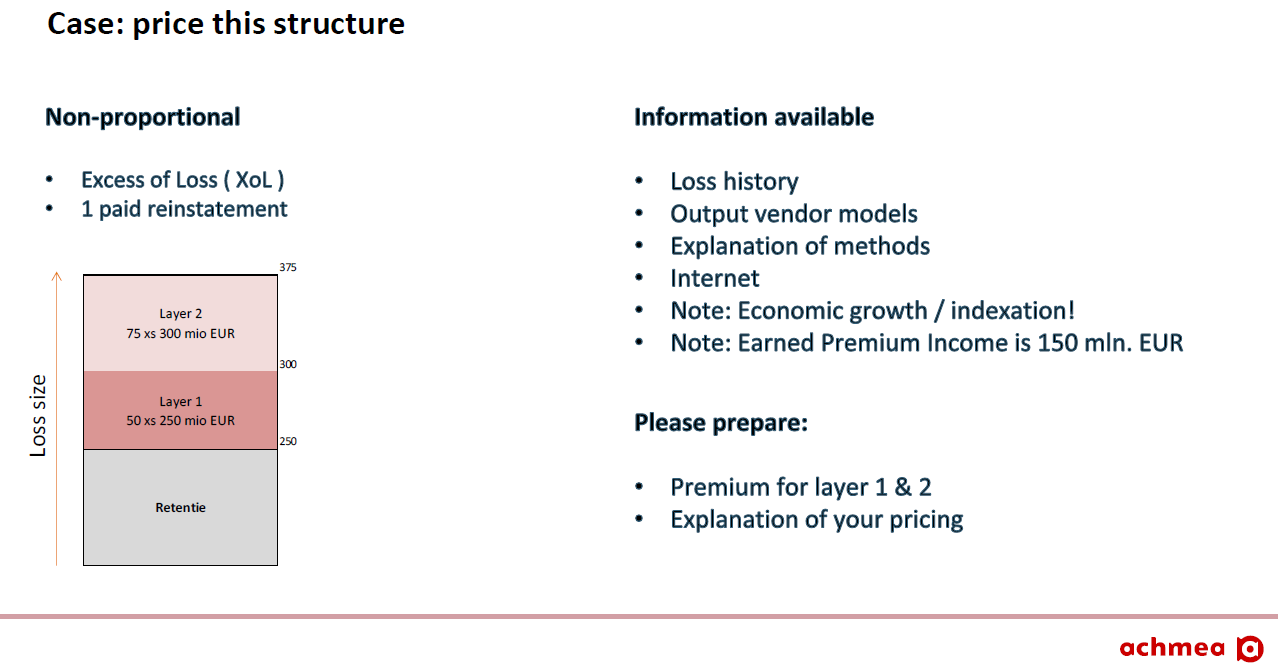 Case: price this structure
Non-proportional
• Excess of Loss ( XoL )
• 1 paid reinstatement
375
Layer 2
75 xs 300 mio EUR
300
Layer 1
50 xs 250 mio EUR
250
Retentie
Loss size
Information available
• Loss history
• Output vendor models
• Explanation of methods
• Internet
• Note: Economic growth / indexation!
• Note: Earned Premium Income is 150 mln. EUR
Please prepare:
• Premium for layer 1 & 2
• Explanation of your pricing
achmea